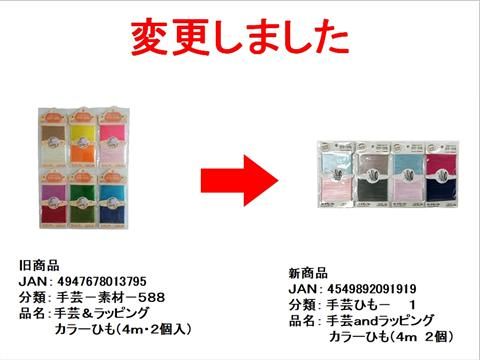 変更しました
旧商品
JAN：4947678013795
分類：手芸－素材－588
品名：手芸＆ラッピング
カラーひも（4m・2個入）
新商品
JAN：4549892091919
分類：手芸ひも－　1
品名：手芸andラッピング
カラーひも（4m　2個）